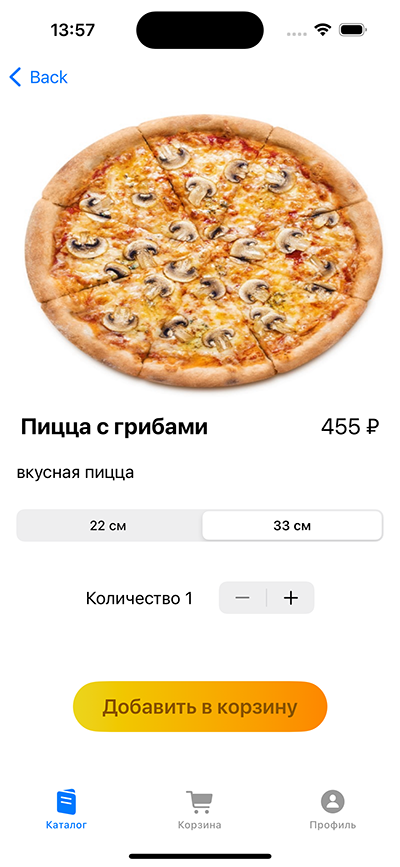 13:57
Back
Пицца с грибами 455 ₽
вкусная пицца
22 см 33 см
Количество 1
Добавить в корзину
Каталог Корзина Профиль